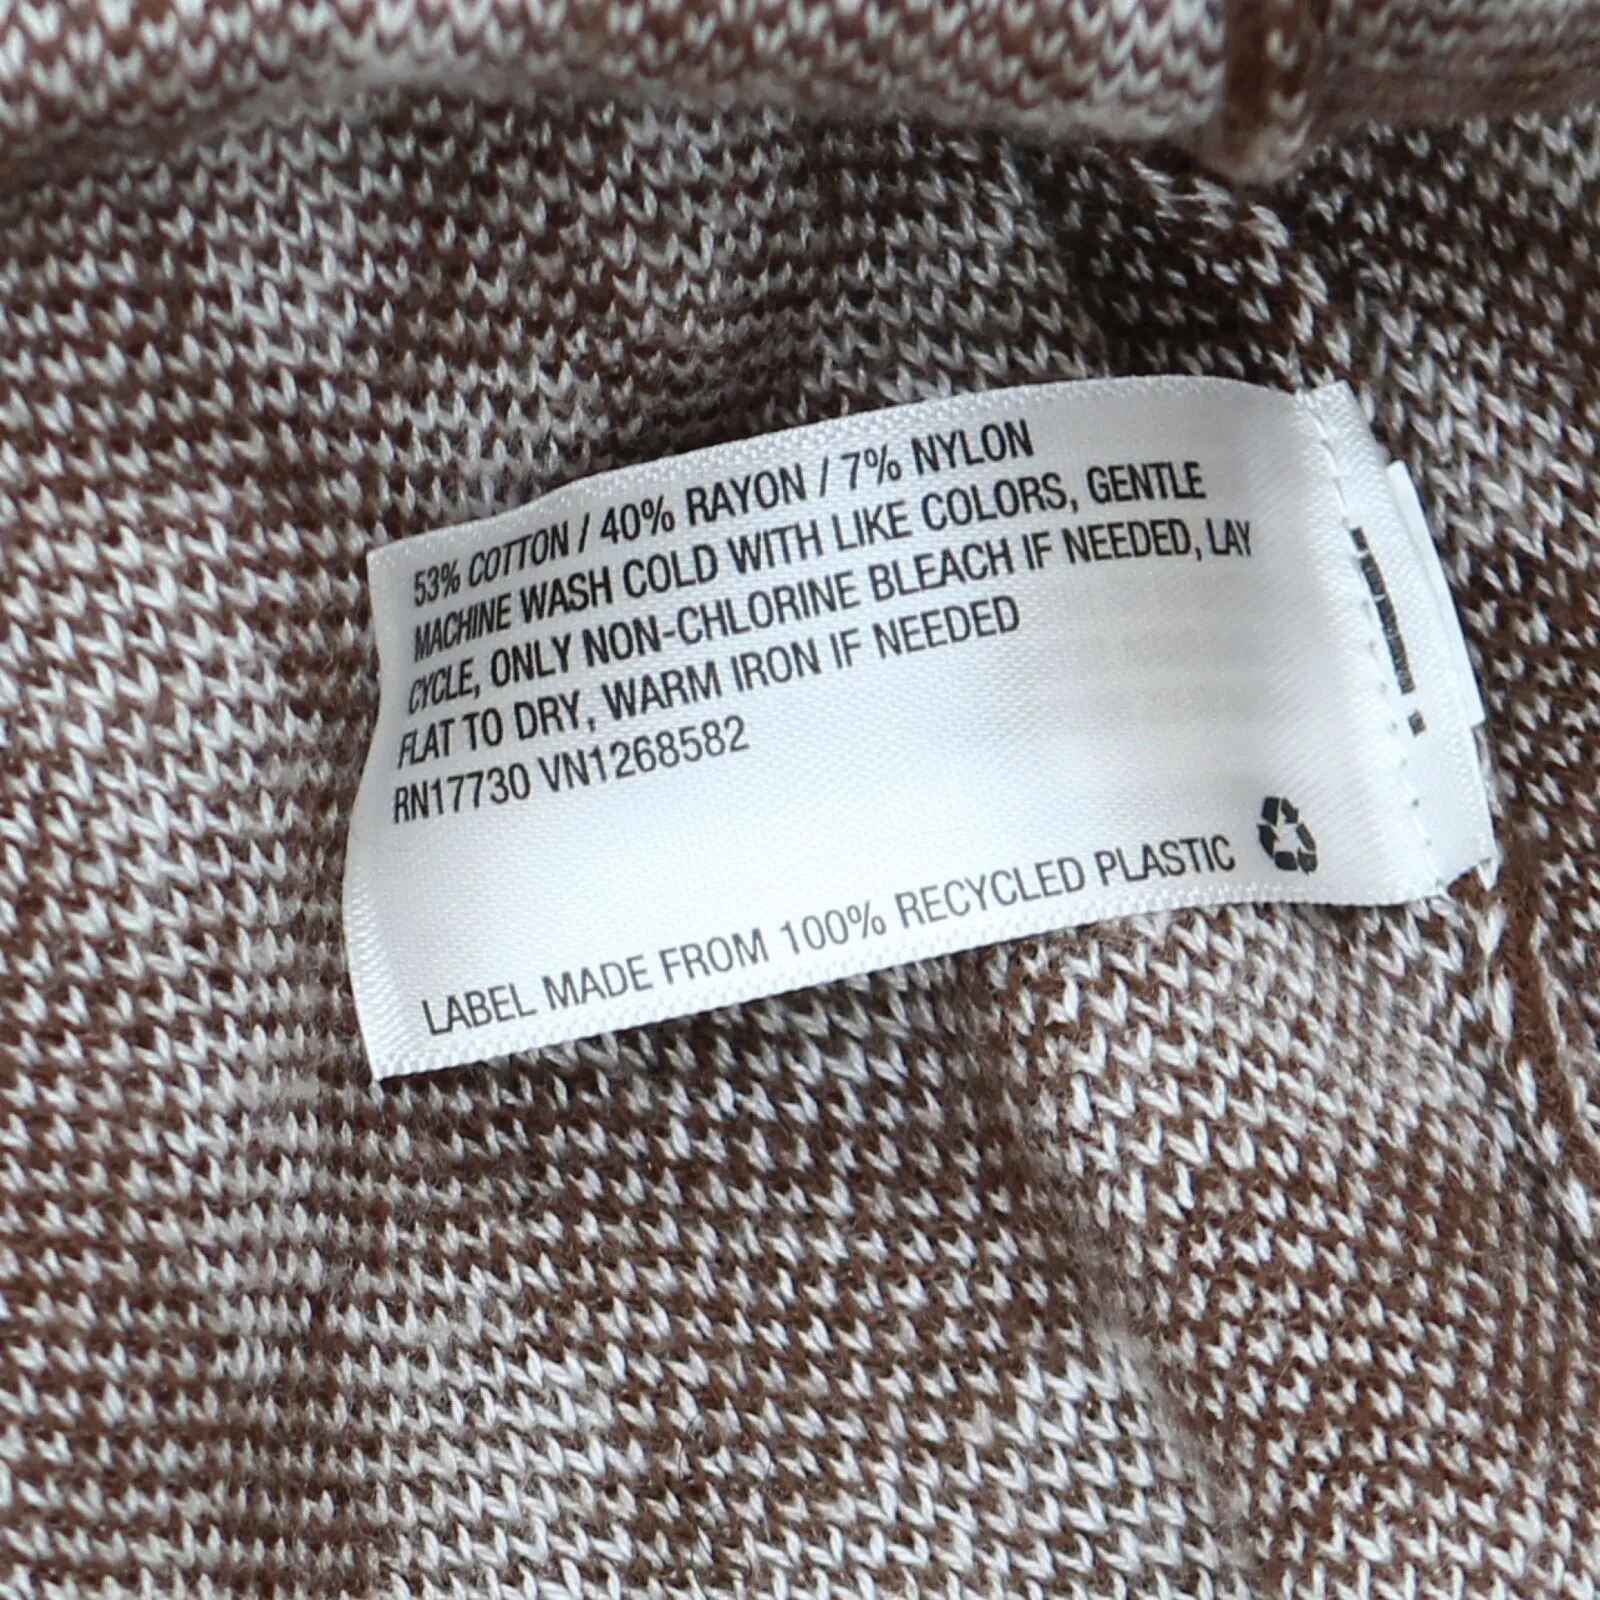 53% COTTON / 40% RAYON / 7% NYLON
MACHINE WASH COLD WITH LIKE COLORS, GENTLE
CYCLE, ONLY NON-CHLORINE BLEACH IF NEEDED, LAY
FLAT TO DRY, WARM IRON IF NEEDED
RN17730 VN1268582
LABEL MADE FROM 100% RECYCLED PLASTIC